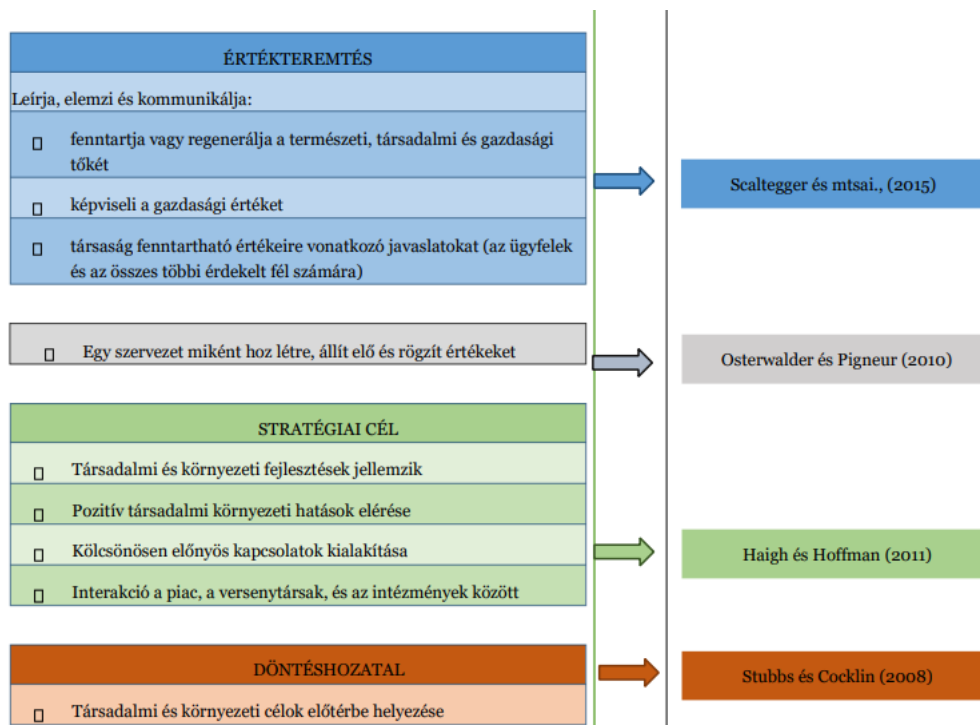 ÉRTÉKTEREMTÉS
Leírja, elemzi és kommunikálja:
fenntartja vagy regenerálja a természeti, társadalmi és gazdasági
tőkét
képviseli a gazdasági értéket
társaság fenntartható értékeire vonatkozó javaslatokat (az ügyfelek
és az összes többi érdekelt fél számára)
Scaltegger és mtsai., (2015)
Egy szervezet miként hoz létre, állít elő és rögzít értékeket
Osterwalder és Pigneur (2010)
STRATÉGIAI CÉL
Társadalmi és környezeti fejlesztések jellemzik
Pozitív társadalmi környezeti hatások elérése
Kölcsönösen előnyös kapcsolatok kialakítása
Interakció a piac, a versenytársak, és az intézmények között
Haigh és Hoffman (2011)
DÖNTÉSHOZATAL
Társadalmi és környezeti célok előtérbe helyezése
Stubbs és Cocklin (2008)